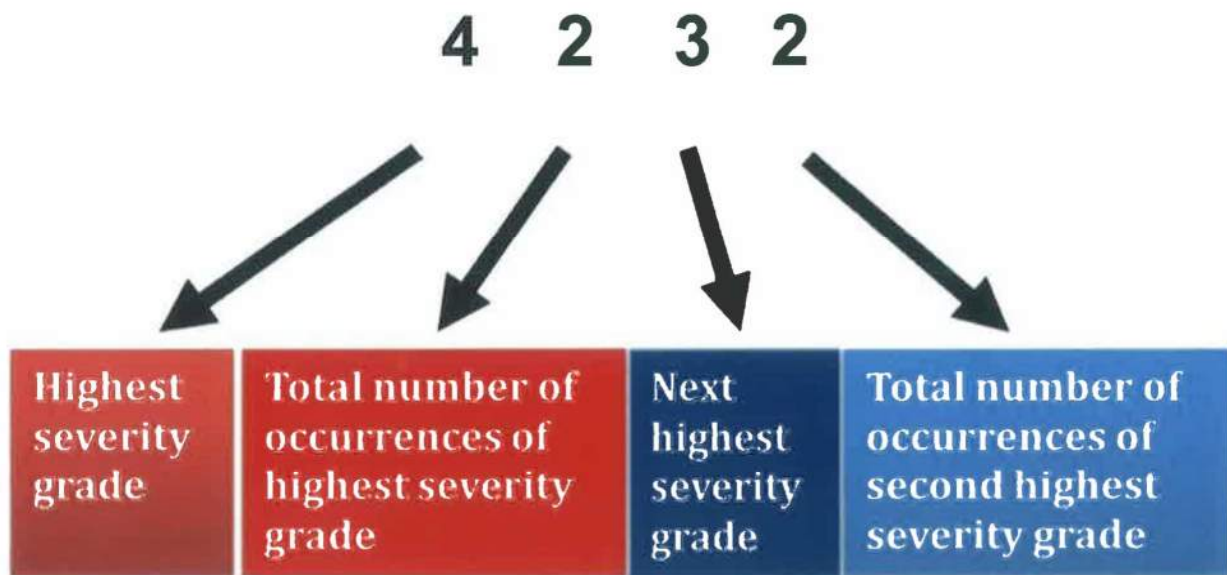 4 2 3 2
Highest
severity
grade
Total number of
occurrences of
highest severity
grade
Next
highest
severity
grade
Total number of
occurrences of
second highest
severity grade